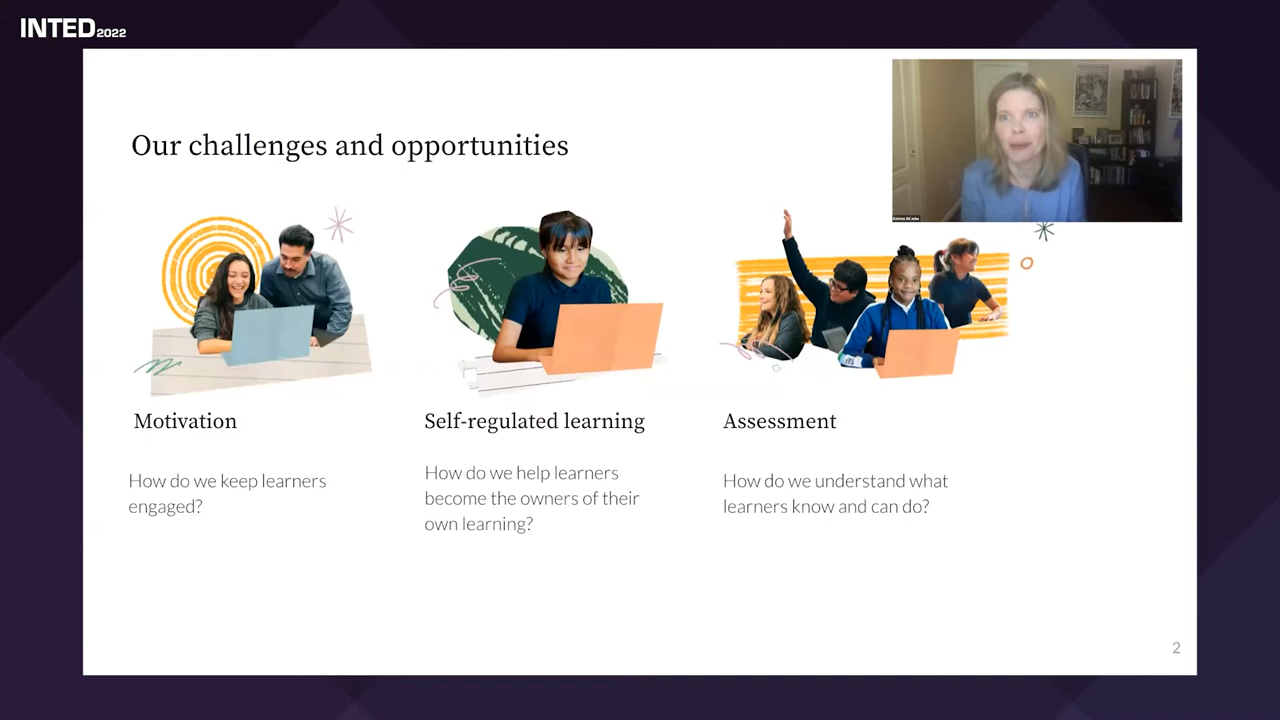 INTED2022
Our challenges and opportunities
Kristen DiCerbo
Motivation
How do we keep learners
engaged?
Self-regulated learning
How do we help learners
become the owners of their
own learning?
Assessment
How do we understand what
learners know and can do?
2